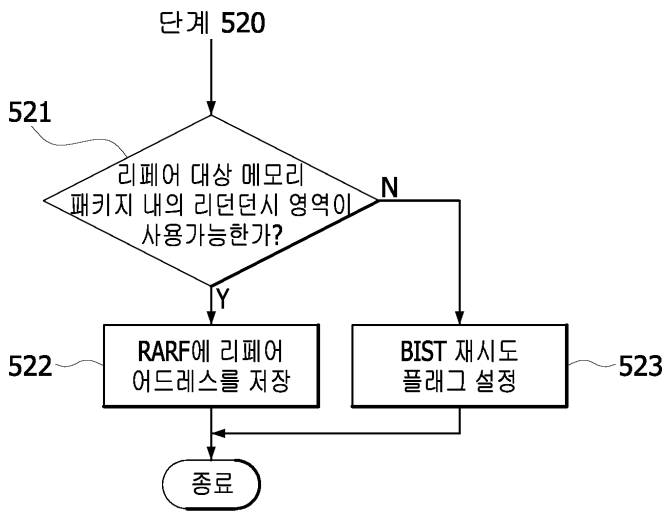 단계 520
521
리페어 대상 메모리
패키지 내의 리던던시 영역이
사용가능한가?
N
Y
522
RARF에 리페어
어드레스를 저장
BIST 재시도
플래그 설정
523
종료